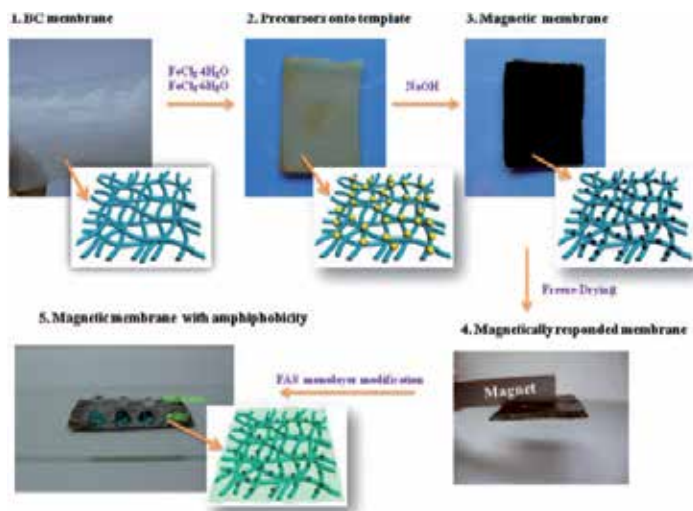 1. BC membrane
2. Precursors onto template
3. Magnetic membrane
FeCl₂·4H₂O
FeCl₃·6H₂O
NaOH
Freeze-Drying
5. Magnetic membrane with amphiphobicity
4. Magnetically responded membrane
FAS monolayer modification
Magnet